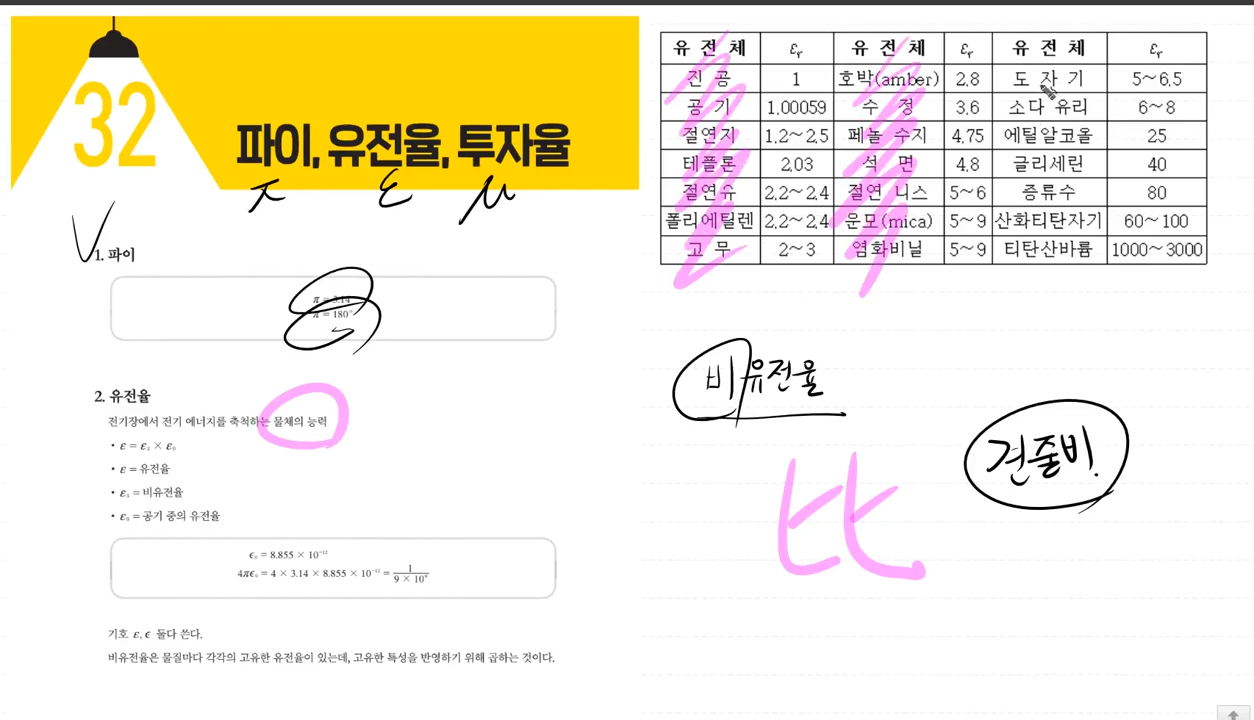 32
파이, 유전율, 투자율
π ε μ
1. 파이
π = 3.14
π = 180°
2. 유전율
전기장에서 전기 에너지를 축척하는 물체의 능력
• ε = εₛ × ε₀
• ε = 유전율
• εₛ = 비유전율
• ε₀ = 공기 중의 유전율
ϵ₀ = 8.855 × 10⁻¹²
4πϵ₀ = 4 × 3.14 × 8.855 × 10⁻¹² = 1/(9 × 10⁹)
기호 ε, ϵ 둘다 쓴다.
비유전율은 물질마다 각각의 고유한 유전율이 있는데, 고유한 특성을 반영하기 위해 곱하는 것이다.
유 전 체 εᵣ 유 전 체 εᵣ 유 전 체 εᵣ
진 공 1 호박(amber) 2.8 도 자 기 5~6.5
공 기 1.00059 수 정 3.6 소다 유리 6~8
절연지 1.2~2.5 페놀 수지 4.75 에틸알코올 25
테플론 2.03 석 면 4.8 글리세린 40
절연유 2.2~2.4 절연 니스 5~6 증류수 80
폴리에틸렌 2.2~2.4 운모(mica) 5~9 산화티탄자기 60~100
고 무 2~3 염화비닐 5~9 티탄산바륨 1000~3000
비유전율
견줄비.
比